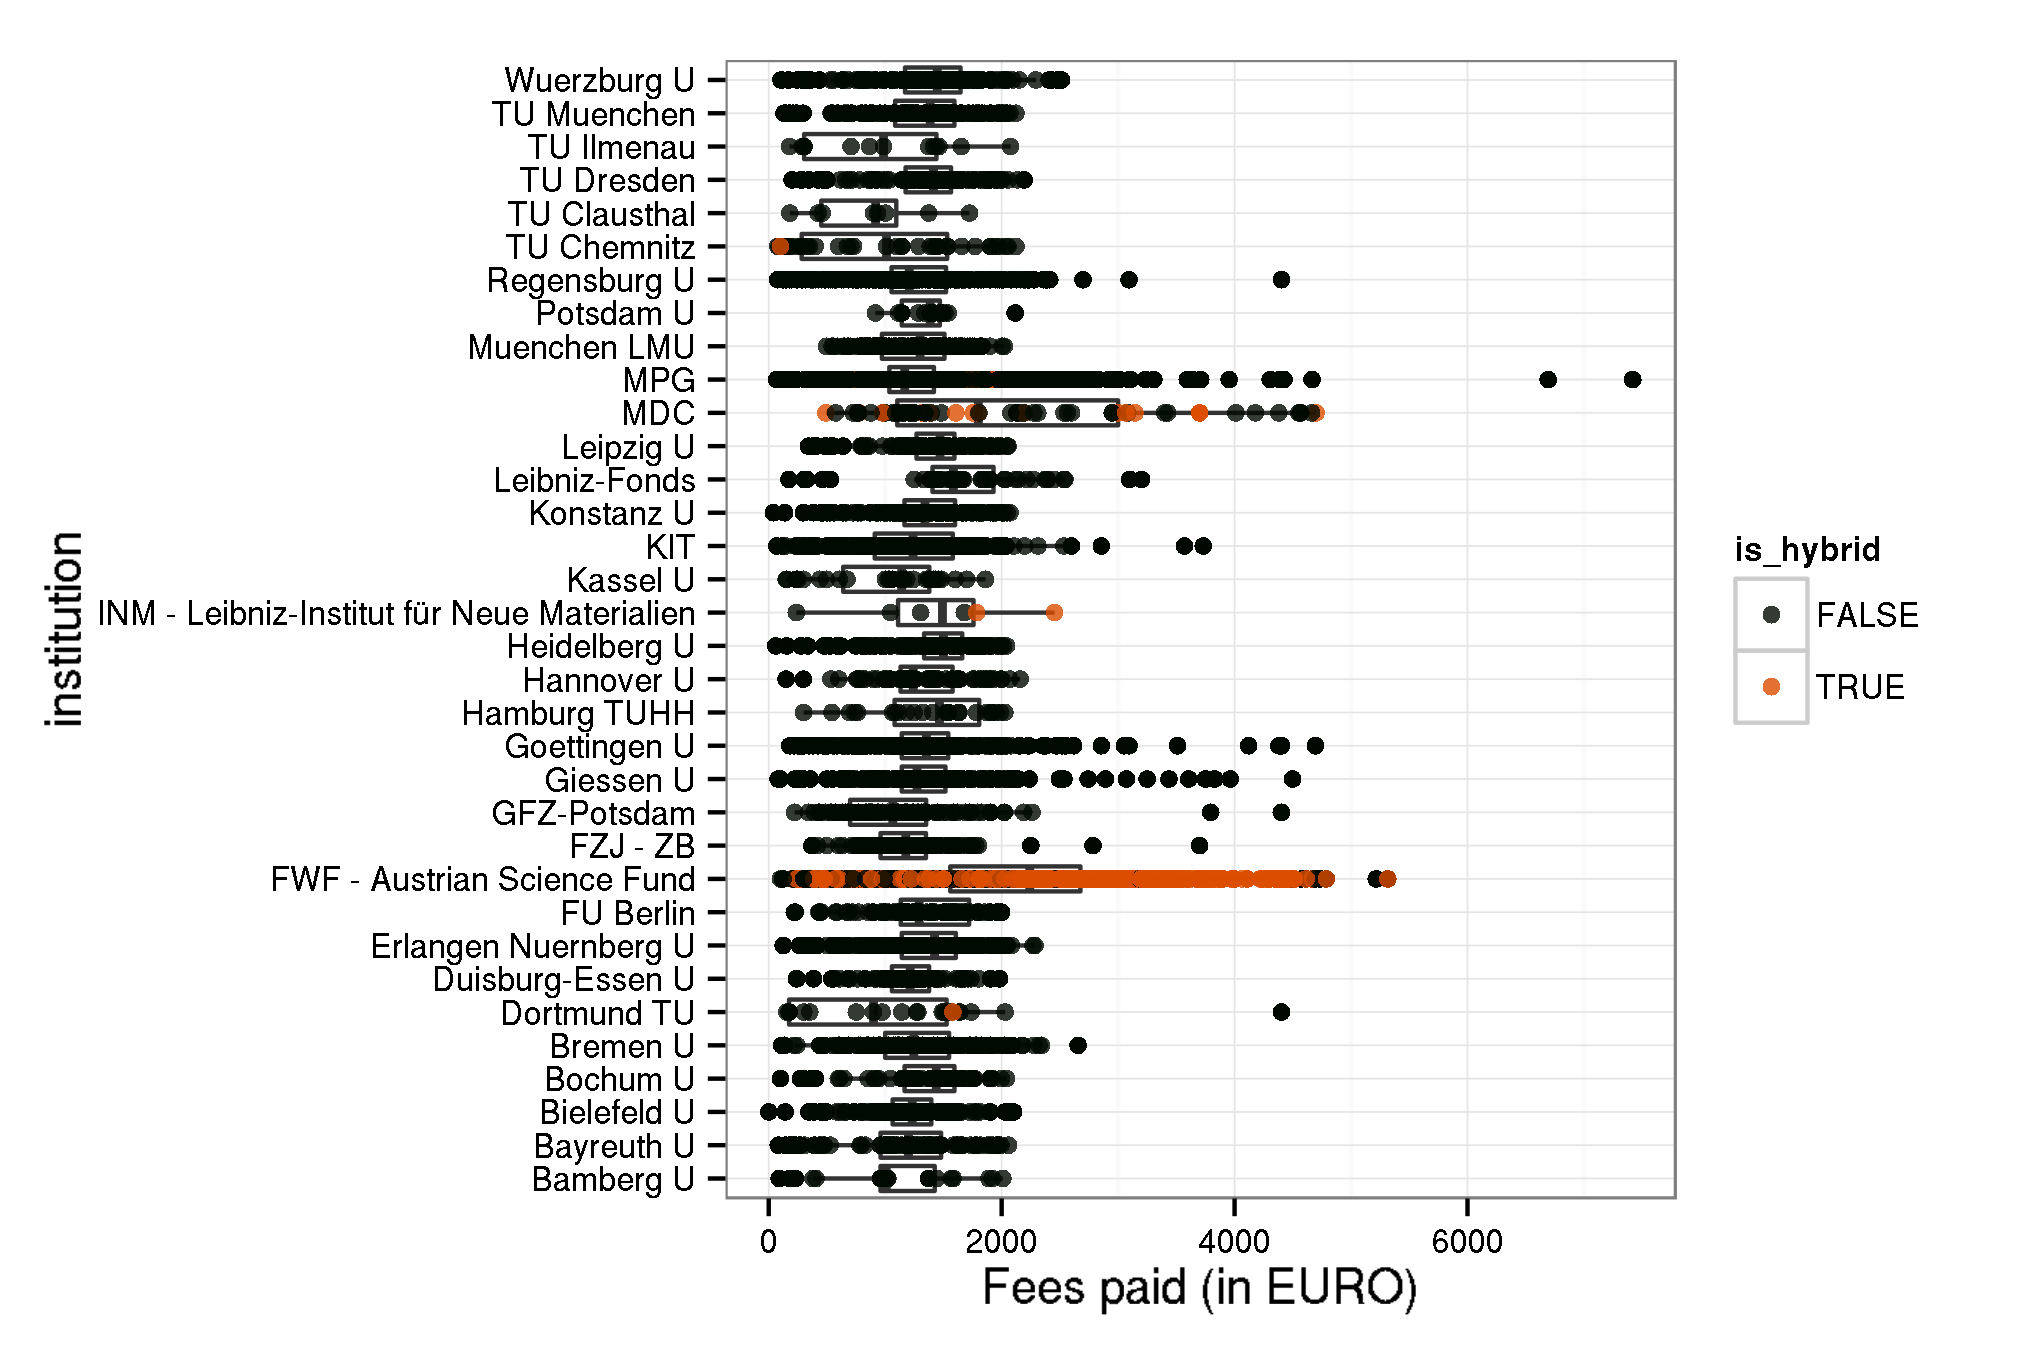 Wuerzburg U
TU Muenchen
TU Ilmenau
TU Dresden
TU Clausthal
TU Chemnitz
Regensburg U
Potsdam U
Muenchen LMU
MPG
MDC
Leipzig U
Leibniz-Fonds
Konstanz U
KIT
Kassel U
INM - Leibniz-Institut für Neue Materialien
Heidelberg U
Hannover U
Hamburg TUHH
Goettingen U
Giessen U
GFZ-Potsdam
FZJ - ZB
FWF - Austrian Science Fund
FU Berlin
Erlangen Nuernberg U
Duisburg-Essen U
Dortmund TU
Bremen U
Bochum U
Bielefeld U
Bayreuth U
Bamberg U
institution
0 2000 4000 6000
Fees paid (in EURO)
is_hybrid
FALSE
TRUE